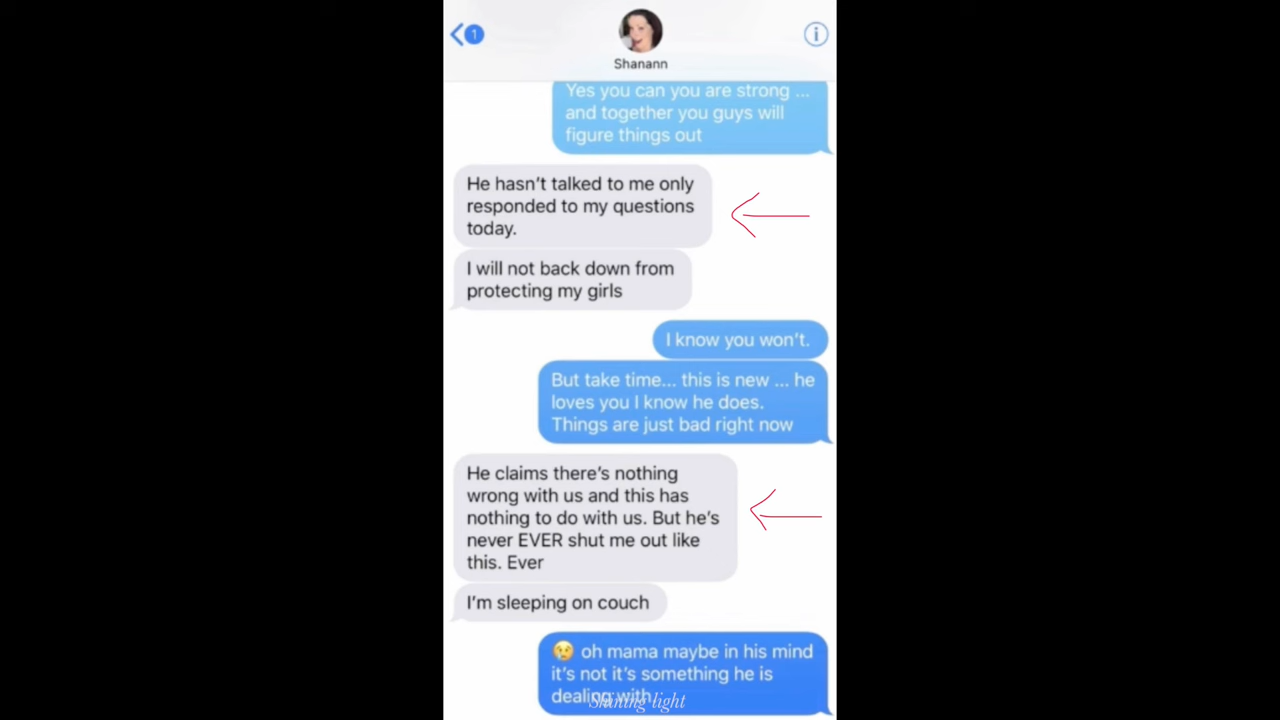 1
i
Shanann
Yes you can you are strong ...
and together you guys will
figure things out
He hasn't talked to me only
responded to my questions
today.
I will not back down from
protecting my girls
I know you won't.
But take time... this is new ... he
loves you I know he does.
Things are just bad right now
He claims there's nothing
wrong with us and this has
nothing to do with us. But he's
never EVER shut me out like
this. Ever
I'm sleeping on couch
😢 oh mama maybe in his mind
it's not it's something he is
dealing with
Shining light